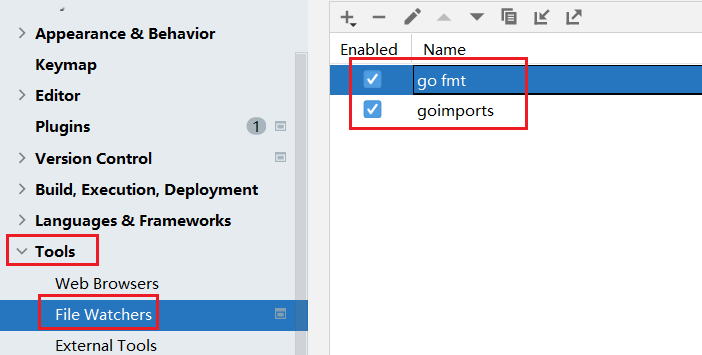 Appearance & Behavior
Keymap
Editor
Plugins 1
Version Control
Build, Execution, Deployment
Languages & Frameworks
Tools
Web Browsers
File Watchers
External Tools
Enabled Name
go fmt
goimports